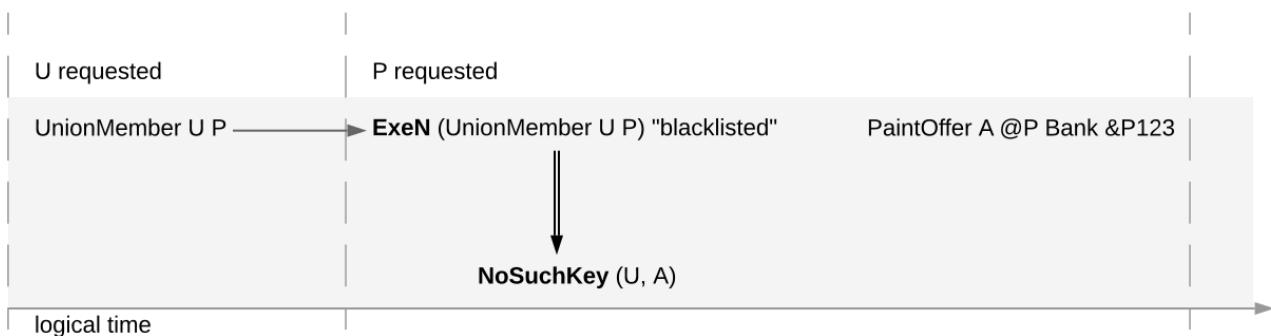 U requested
P requested
UnionMember U P
ExeN (UnionMember U P) "blacklisted"
PaintOffer A @P Bank &P123
NoSuchKey (U, A)
logical time